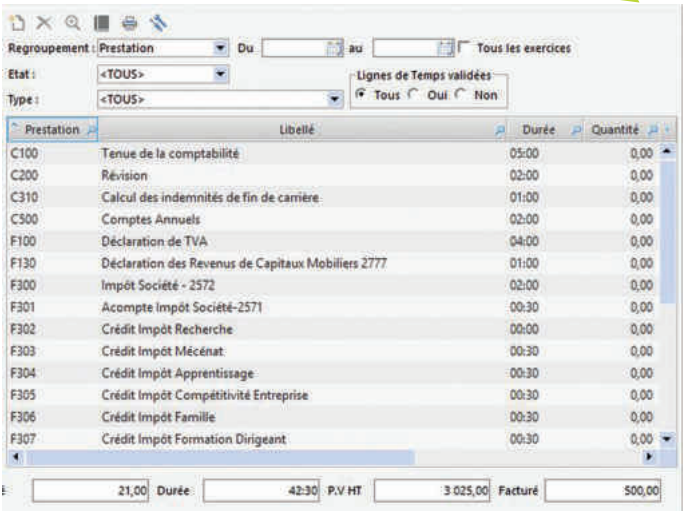 Regroupement : Prestation Du au Tous les exercices
Etat : <TOUS> Lignes de Temps validées
Type : <TOUS> Tous Oui Non
Prestation Libellé Durée Quantité
C100 Tenue de la comptabilité 05:00 0,00
C200 Révision 02:00 0,00
C310 Calcul des indemnités de fin de carrière 01:00 0,00
C500 Comptes Annuels 02:00 0,00
F100 Déclaration de TVA 04:00 0,00
F130 Déclaration des Revenus de Capitaux Mobiliers 2777 01:00 0,00
F300 Impôt Société - 2572 02:00 0,00
F301 Acompte Impôt Société-2571 00:30 0,00
F302 Crédit Impôt Recherche 00:00 0,00
F303 Crédit Impôt Mécénat 00:30 0,00
F304 Crédit Impôt Apprentissage 00:30 0,00
F305 Crédit Impôt Compétitivité Entreprise 00:30 0,00
F306 Crédit Impôt Famille 00:30 0,00
F307 Crédit Impôt Formation Dirigeant 00:30 0,00
21,00 Durée 42:30 P.V HT 3 025,00 Facturé 500,00